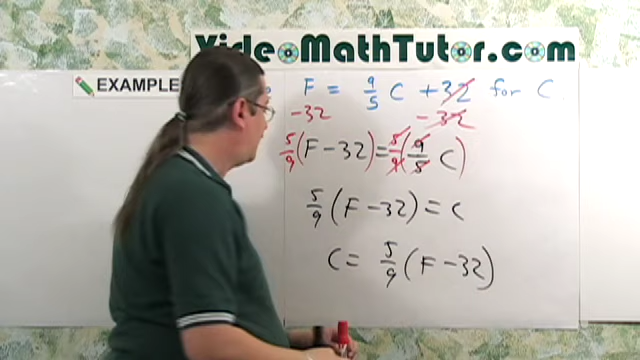 VideoMathTutor.com
EXAMPLE
F = 9/5 C + 32 for C.
-32 -32
5/9 (F - 32) = 5/9 (9/5 C)
5/9 (F - 32) = C
C = 5/9 (F - 32)